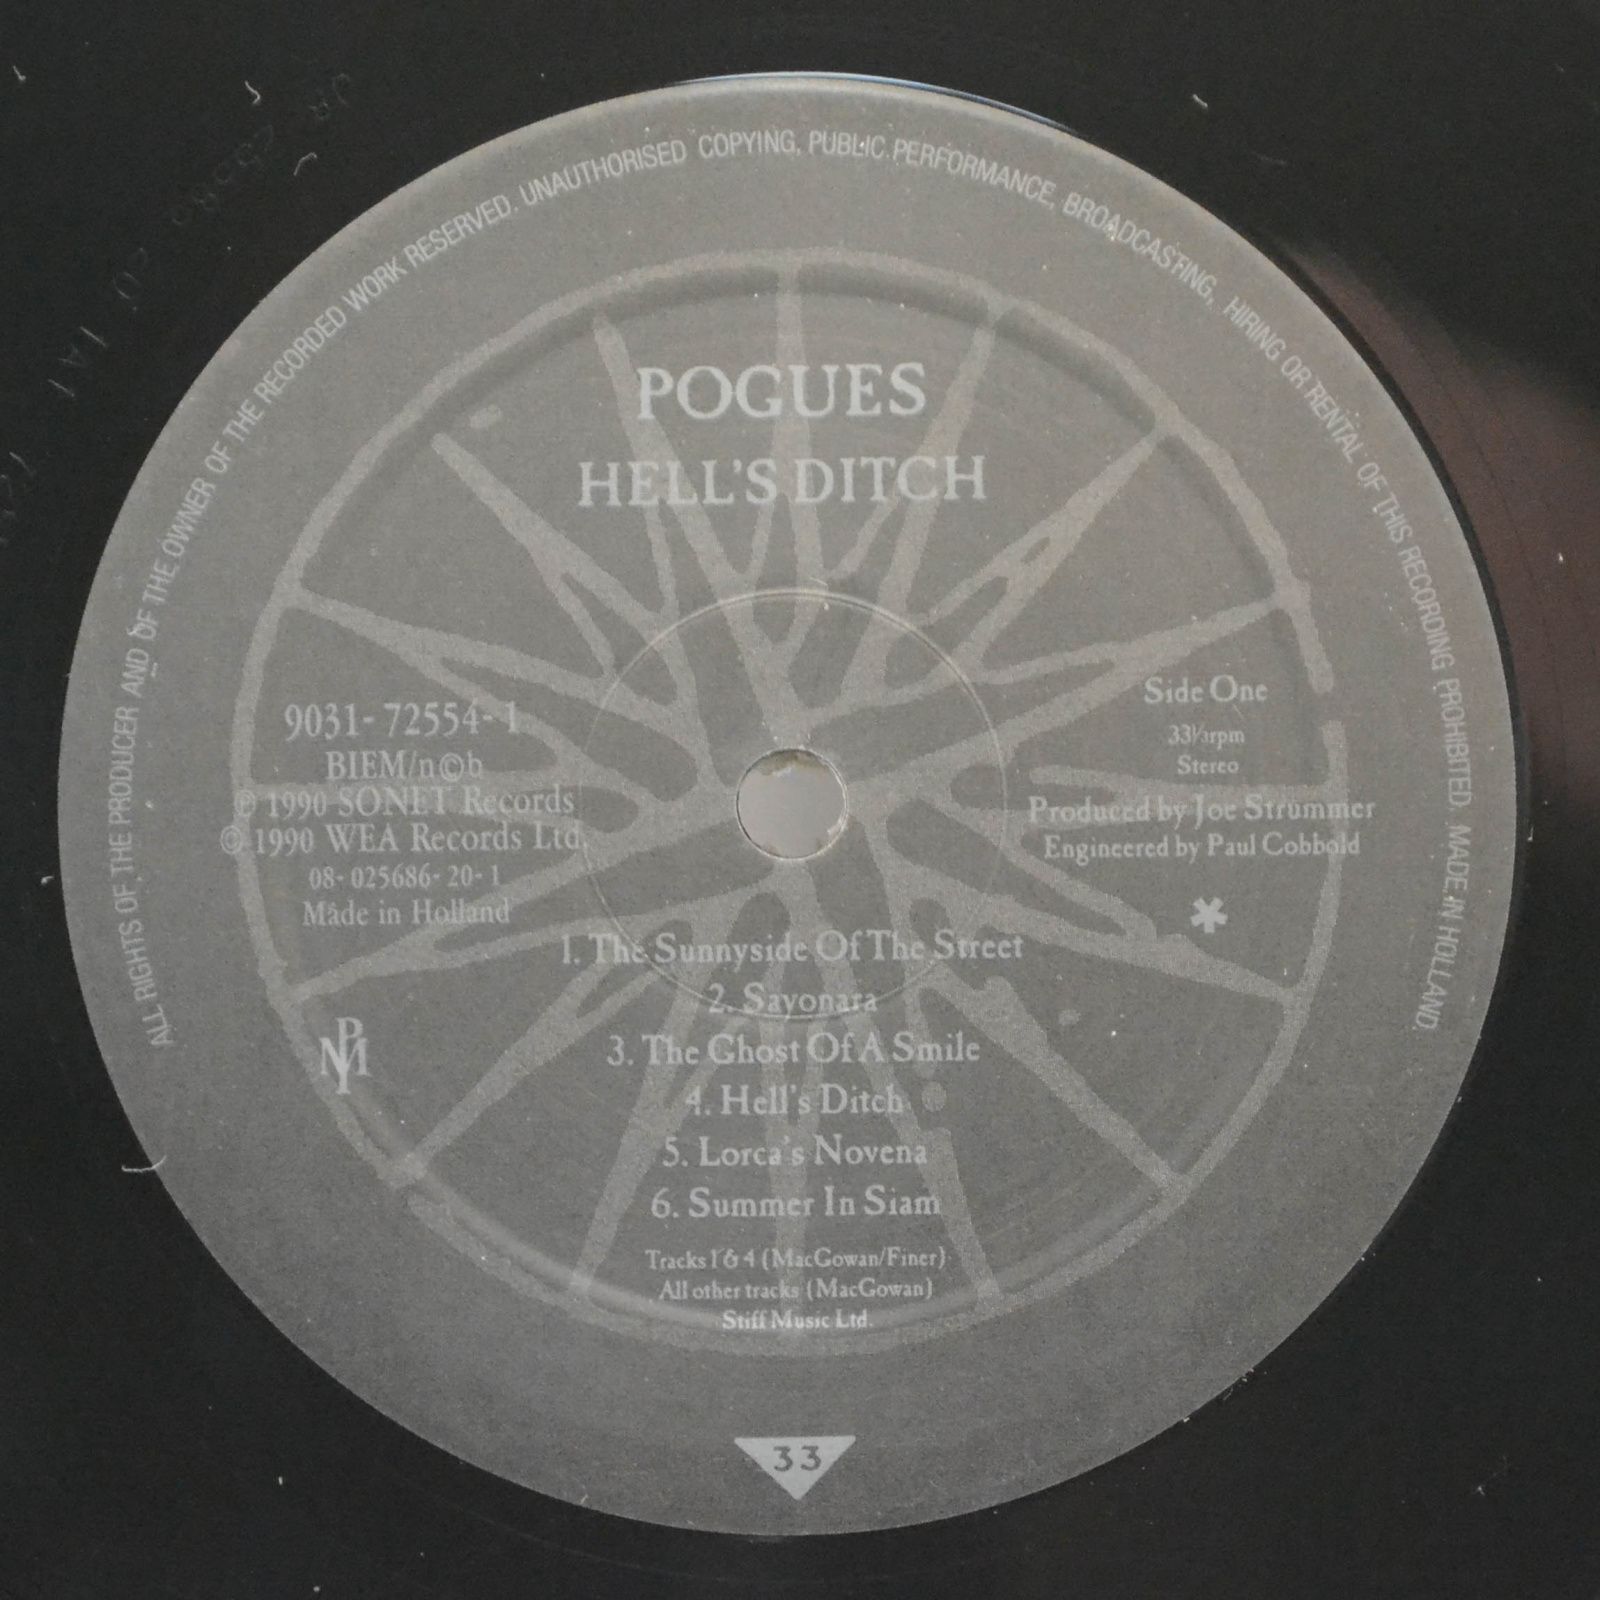 ALL RIGHTS OF THE PRODUCER AND OF THE OWNER OF THE RECORDED WORK RESERVED. UNAUTHORISED COPYING, PUBLIC PERFORMANCE, BROADCASTING, HIRING OR RENTAL OF THIS RECORDING PROHIBITED. MADE IN HOLLAND.
POGUES
HELL'S DITCH
9031-72554-1
BIEM/n©b
℗ 1990 SONET Records
© 1990 WEA Records Ltd.
08-025686-20-1
Made in Holland
Side One
33⅓rpm
Stereo
Produced by Joe Strummer
Engineered by Paul Cobbold
*
PM
1. The Sunnyside Of The Street
2. Sayonara
3. The Ghost Of A Smile
4. Hell's Ditch
5. Lorca's Novena
6. Summer In Siam
Tracks 1 & 4 (MacGowan/Finer)
All other tracks (MacGowan)
Stiff Music Ltd.
33